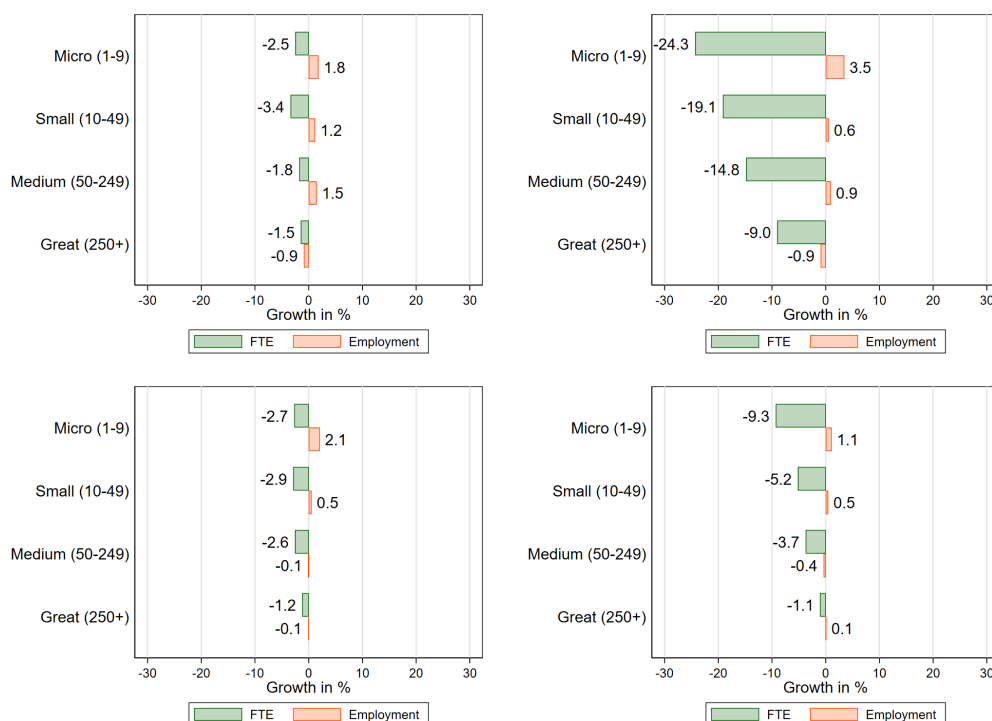 Micro (1-9)
-2.5
1.8
Small (10-49)
-3.4
1.2
Medium (50-249)
-1.8
1.5
Great (250+)
-1.5
-0.9
-30 -20 -10 0 10 20 30
Growth in %
FTE Employment
Micro (1-9)
-24.3
3.5
Small (10-49)
-19.1
0.6
Medium (50-249)
-14.8
0.9
Great (250+)
-9.0
-0.9
-30 -20 -10 0 10 20 30
Growth in %
FTE Employment
Micro (1-9)
-2.7
2.1
Small (10-49)
-2.9
0.5
Medium (50-249)
-2.6
-0.1
Great (250+)
-1.2
-0.1
-30 -20 -10 0 10 20 30
Growth in %
FTE Employment
Micro (1-9)
-9.3
1.1
Small (10-49)
-5.2
0.5
Medium (50-249)
-3.7
-0.4
Great (250+)
-1.1
0.1
-30 -20 -10 0 10 20 30
Growth in %
FTE Employment